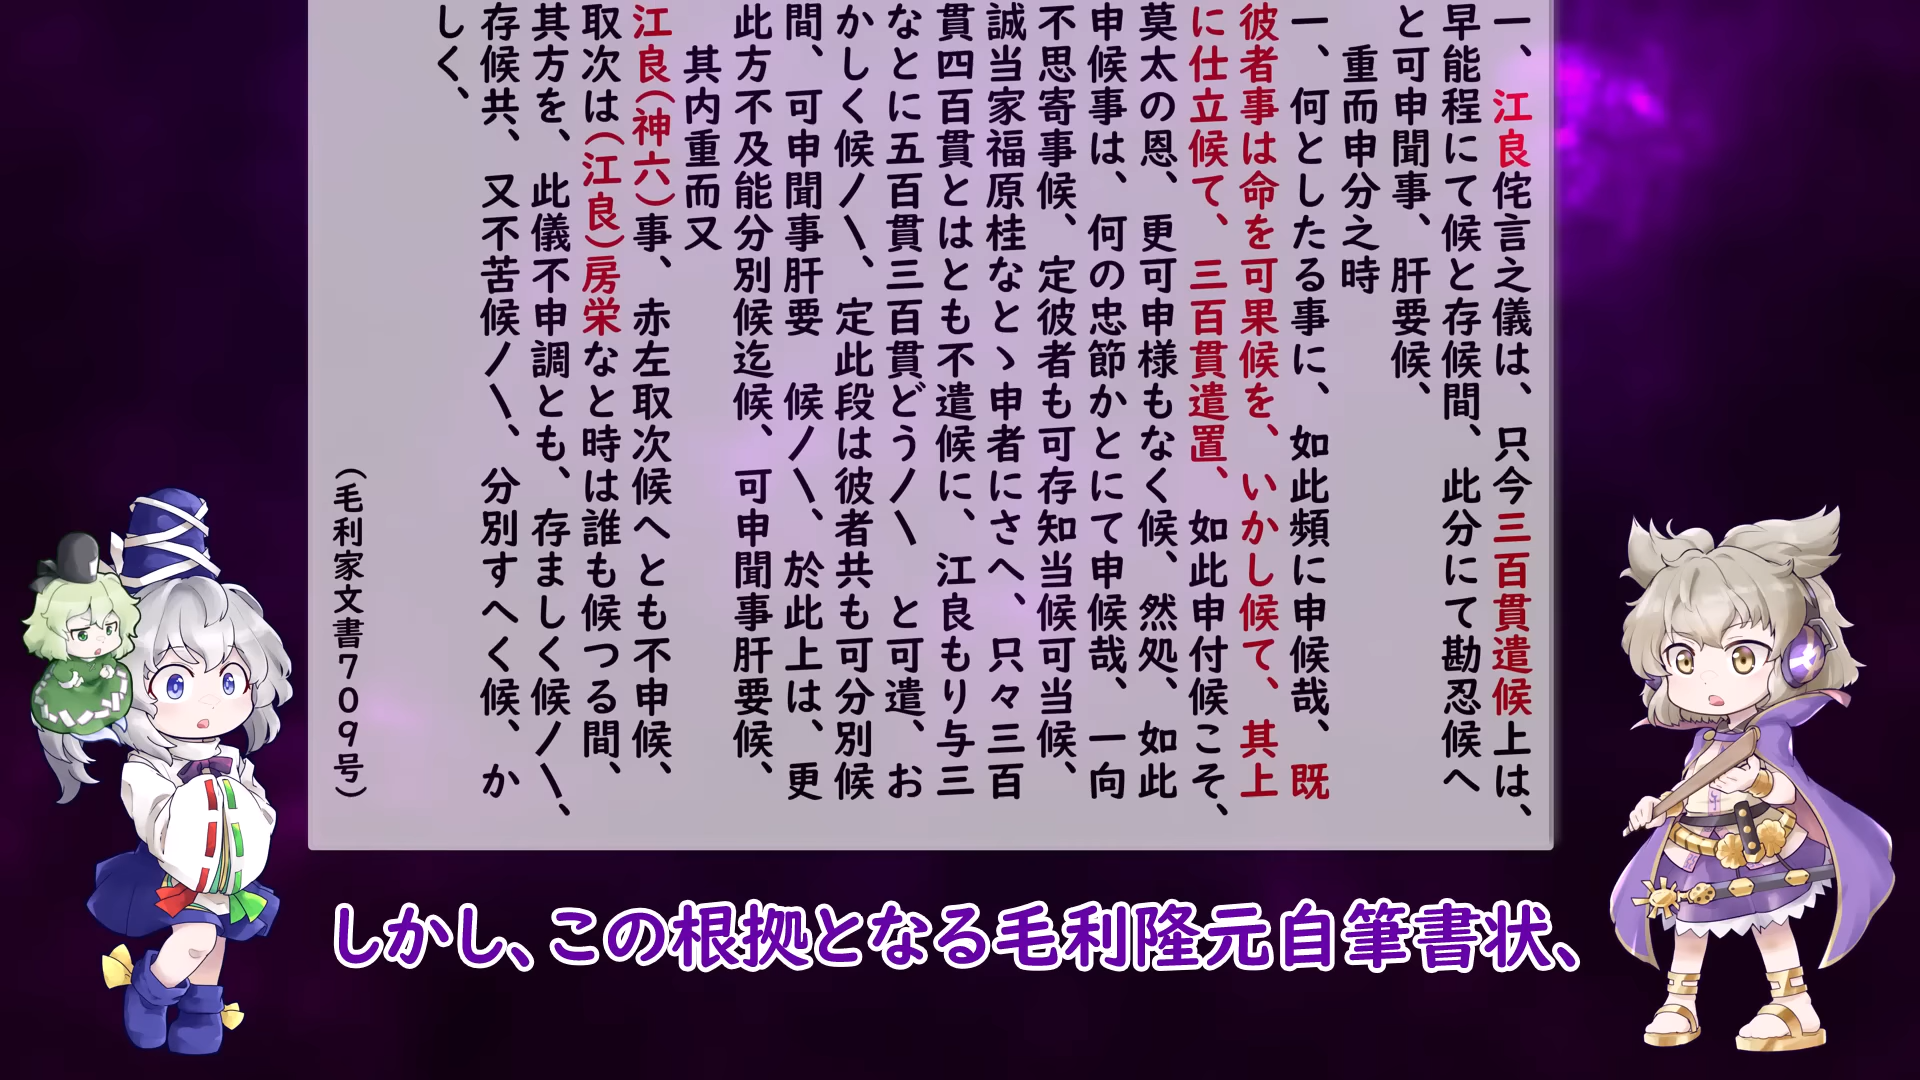 一、江良侘言之儀は、只今三百貫遣候上は、
早能程にて候と存候間、此分にて勘忍候へ
と可申聞事、肝要候、
重而申分之時
一、何としたる事に、如此頻に申候哉、既
彼者事は命を可果候を、いかし候て、其上
に仕立候て、三百貫遣置、如此申付候こそ、
莫太の恩、更可申様もなく候、然処、如此
申候事は、何の忠節かとにて申候哉、一向
不思寄事候、定彼者も可存知当候可当候、
誠当家福原桂なとゝ申者にさへ、只々三百
貫四百貫とはとも不遣候に、江良もり与三
なとに五百貫三百貫どう〳〵と可遣、お
かしく候〳〵、定此段は彼者共も可分別候
間、可申聞事肝要候〳〵、於此上は、更
此方不及能分別候迄候、可申聞事肝要候、
其内重而又
江良(神六)事、赤左取次候へとも不申候、
取次は(江良)房栄なと時は誰も候つる間、
其方を、此儀不申調とも、存ましく候〳〵、
存候共、又不苦候〳〵、分別すへく候、か
しく、
(毛利家文書709号)
しかし、この根拠となる毛利隆元自筆書状、